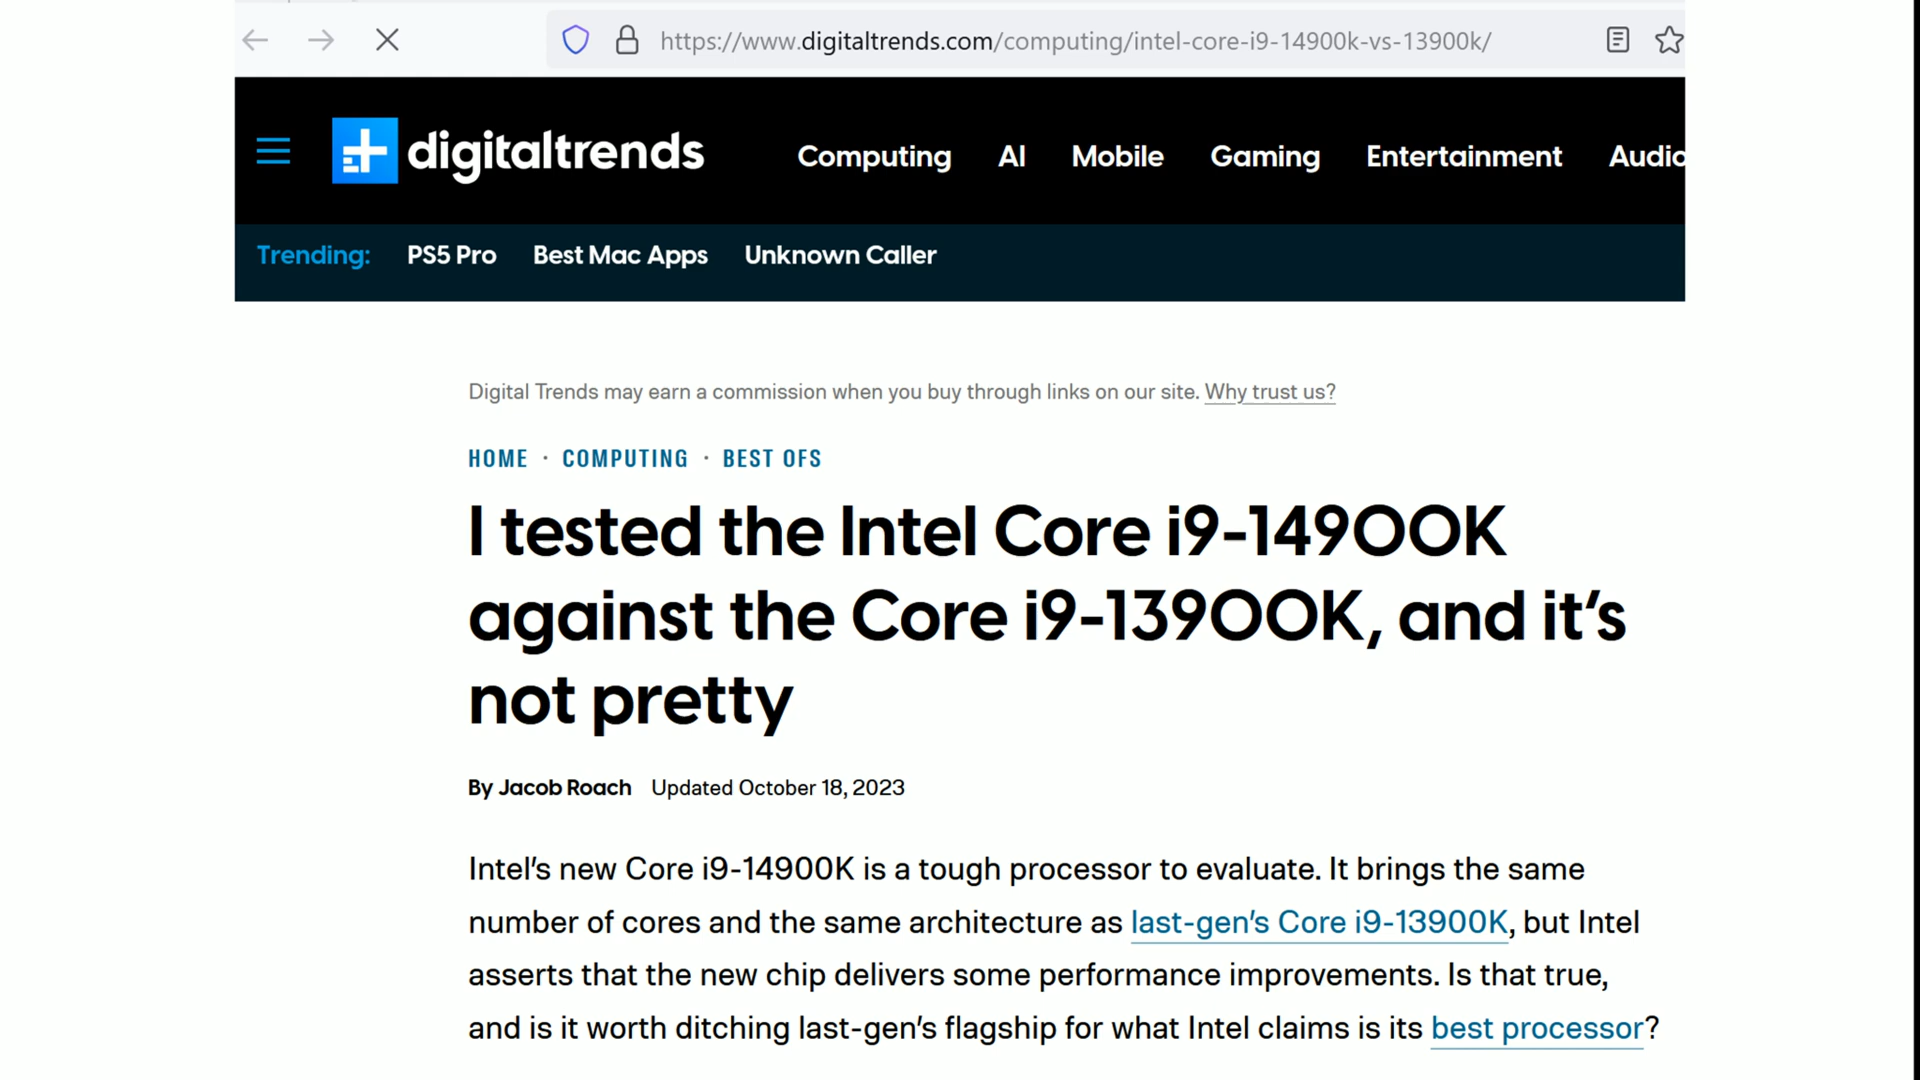 https://www.digitaltrends.com/computing/intel-core-i9-14900k-vs-13900k/
digitaltrends Computing AI Mobile Gaming Entertainment Audio
Trending: PS5 Pro Best Mac Apps Unknown Caller
Digital Trends may earn a commission when you buy through links on our site. Why trust us?
HOME · COMPUTING · BEST OFS
I tested the Intel Core i9-14900K
against the Core i9-13900K, and it’s
not pretty
By Jacob Roach Updated October 18, 2023
Intel’s new Core i9-14900K is a tough processor to evaluate. It brings the same
number of cores and the same architecture as last-gen’s Core i9-13900K, but Intel
asserts that the new chip delivers some performance improvements. Is that true,
and is it worth ditching last-gen’s flagship for what Intel claims is its best processor?